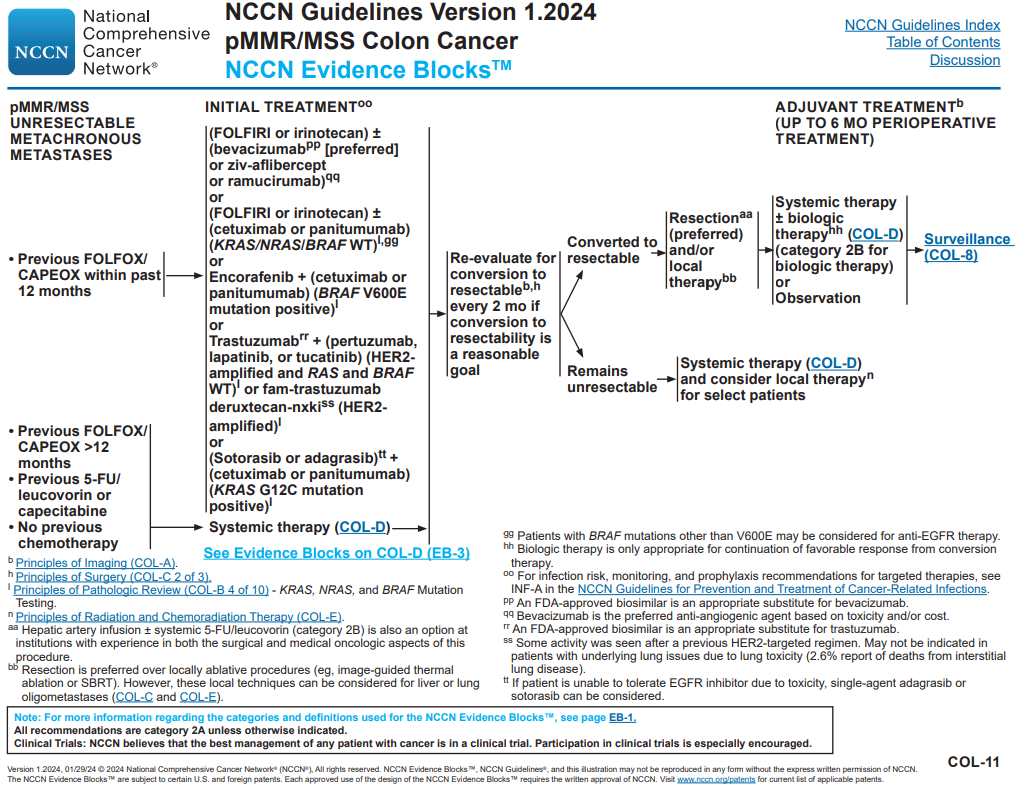 NCCN
National
Comprehensive
Cancer
Network®
NCCN Guidelines Version 1.2024
pMMR/MSS Colon Cancer
NCCN Evidence Blocks™
NCCN Guidelines Index
Table of Contents
Discussion
pMMR/MSS
UNRESECTABLE
METACHRONOUS
METASTASES
INITIAL TREATMENToo
ADJUVANT TREATMENTb
(UP TO 6 MO PERIOPERATIVE
TREATMENT)
• Previous FOLFOX/
CAPEOX within past
12 months
(FOLFIRI or irinotecan) ±
(bevacizumabpp [preferred]
or ziv-aflibercept
or ramucirumab)qq
or
(FOLFIRI or irinotecan) ±
(cetuximab or panitumumab)
(KRAS/NRAS/BRAF WT)l,gg
or
Encorafenib + (cetuximab or
panitumumab) (BRAF V600E
mutation positive)l
or
Trastuzumabrr + (pertuzumab,
lapatinib, or tucatinib) (HER2-
amplified and RAS and BRAF
WT)l or fam-trastuzumab
deruxtecan-nxkiss (HER2-
amplified)l
or
(Sotorasib or adagrasib)tt +
(cetuximab or panitumumab)
(KRAS G12C mutation
positive)l
• Previous FOLFOX/
CAPEOX >12
months
• Previous 5-FU/
leucovorin or
capecitabine
• No previous
chemotherapy
Systemic therapy (COL-D)
See Evidence Blocks on COL-D (EB-3)
Re-evaluate for
conversion to
resectableb,h
every 2 mo if
conversion to
resectability is
a reasonable
goal
Converted to
resectable
Resectionaa
(preferred)
and/or
local
therapybb
Systemic therapy
± biologic
therapyhh (COL-D)
(category 2B for
biologic therapy)
or
Observation
Surveillance
(COL-8)
Remains
unresectable
Systemic therapy (COL-D)
and consider local therapyn
for select patients
b Principles of Imaging (COL-A).
h Principles of Surgery (COL-C 2 of 3).
l Principles of Pathologic Review (COL-B 4 of 10) - KRAS, NRAS, and BRAF Mutation
Testing.
n Principles of Radiation and Chemoradiation Therapy (COL-E).
aa Hepatic artery infusion ± systemic 5-FU/leucovorin (category 2B) is also an option at
institutions with experience in both the surgical and medical oncologic aspects of this
procedure.
bb Resection is preferred over locally ablative procedures (eg, image-guided thermal
ablation or SBRT). However, these local techniques can be considered for liver or lung
oligometastases (COL-C and COL-E).
gg Patients with BRAF mutations other than V600E may be considered for anti-EGFR therapy.
hh Biologic therapy is only appropriate for continuation of favorable response from conversion
therapy.
oo For infection risk, monitoring, and prophylaxis recommendations for targeted therapies, see
INF-A in the NCCN Guidelines for Prevention and Treatment of Cancer-Related Infections.
pp An FDA-approved biosimilar is an appropriate substitute for bevacizumab.
qq Bevacizumab is the preferred anti-angiogenic agent based on toxicity and/or cost.
rr An FDA-approved biosimilar is an appropriate substitute for trastuzumab.
ss Some activity was seen after a previous HER2-targeted regimen. May not be indicated in
patients with underlying lung issues due to lung toxicity (2.6% report of deaths from interstitial
lung disease).
tt If patient is unable to tolerate EGFR inhibitor due to toxicity, single-agent adagrasib or
sotorasib can be considered.
Note: For more information regarding the categories and definitions used for the NCCN Evidence Blocks™, see page EB-1.
All recommendations are category 2A unless otherwise indicated.
Clinical Trials: NCCN believes that the best management of any patient with cancer is in a clinical trial. Participation in clinical trials is especially encouraged.
COL-11
Version 1.2024, 01/29/24 © 2024 National Comprehensive Cancer Network® (NCCN®), All rights reserved. NCCN Evidence Blocks™, NCCN Guidelines®, and this illustration may not be reproduced in any form without the express written permission of NCCN.
The NCCN Evidence Blocks™ are subject to certain U.S. and foreign patents. Each approved use of the design of the NCCN Evidence Blocks™ requires the written approval of NCCN. Visit www.nccn.org/patents for current list of applicable patents.